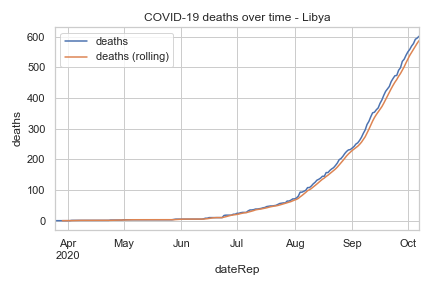 COVID-19 deaths over time - Libya
deaths
deaths (rolling)
600
500
400
300
200
100
0
deaths
Apr May Jun Jul Aug Sep Oct
2020
dateRep